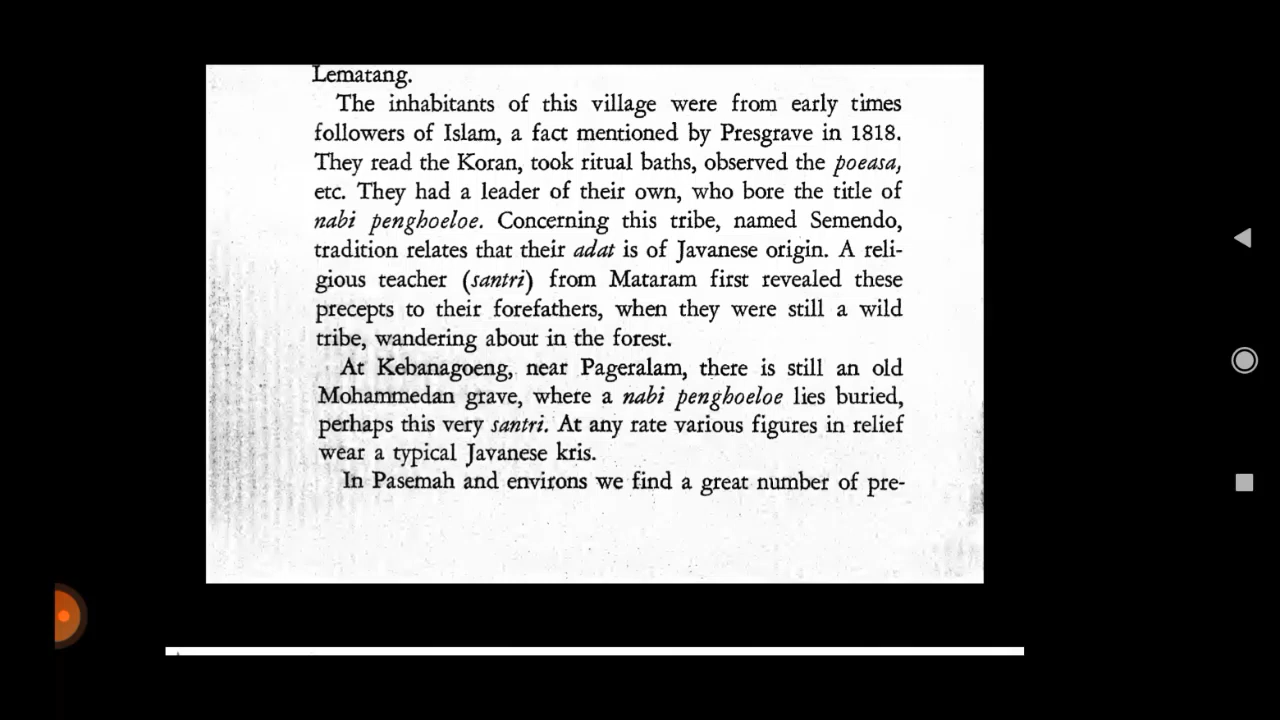 Lematang.
The inhabitants of this village were from early times
followers of Islam, a fact mentioned by Presgrave in 1818.
They read the Koran, took ritual baths, observed the poeasa,
etc. They had a leader of their own, who bore the title of
nabi penghoeloe. Concerning this tribe, named Semendo,
tradition relates that their adat is of Javanese origin. A reli-
gious teacher (santri) from Mataram first revealed these
precepts to their forefathers, when they were still a wild
tribe, wandering about in the forest.
At Kebanagoeng, near Pageralam, there is still an old
Mohammedan grave, where a nabi penghoeloe lies buried,
perhaps this very santri. At any rate various figures in relief
wear a typical Javanese kris.
In Pasemah and environs we find a great number of pre-